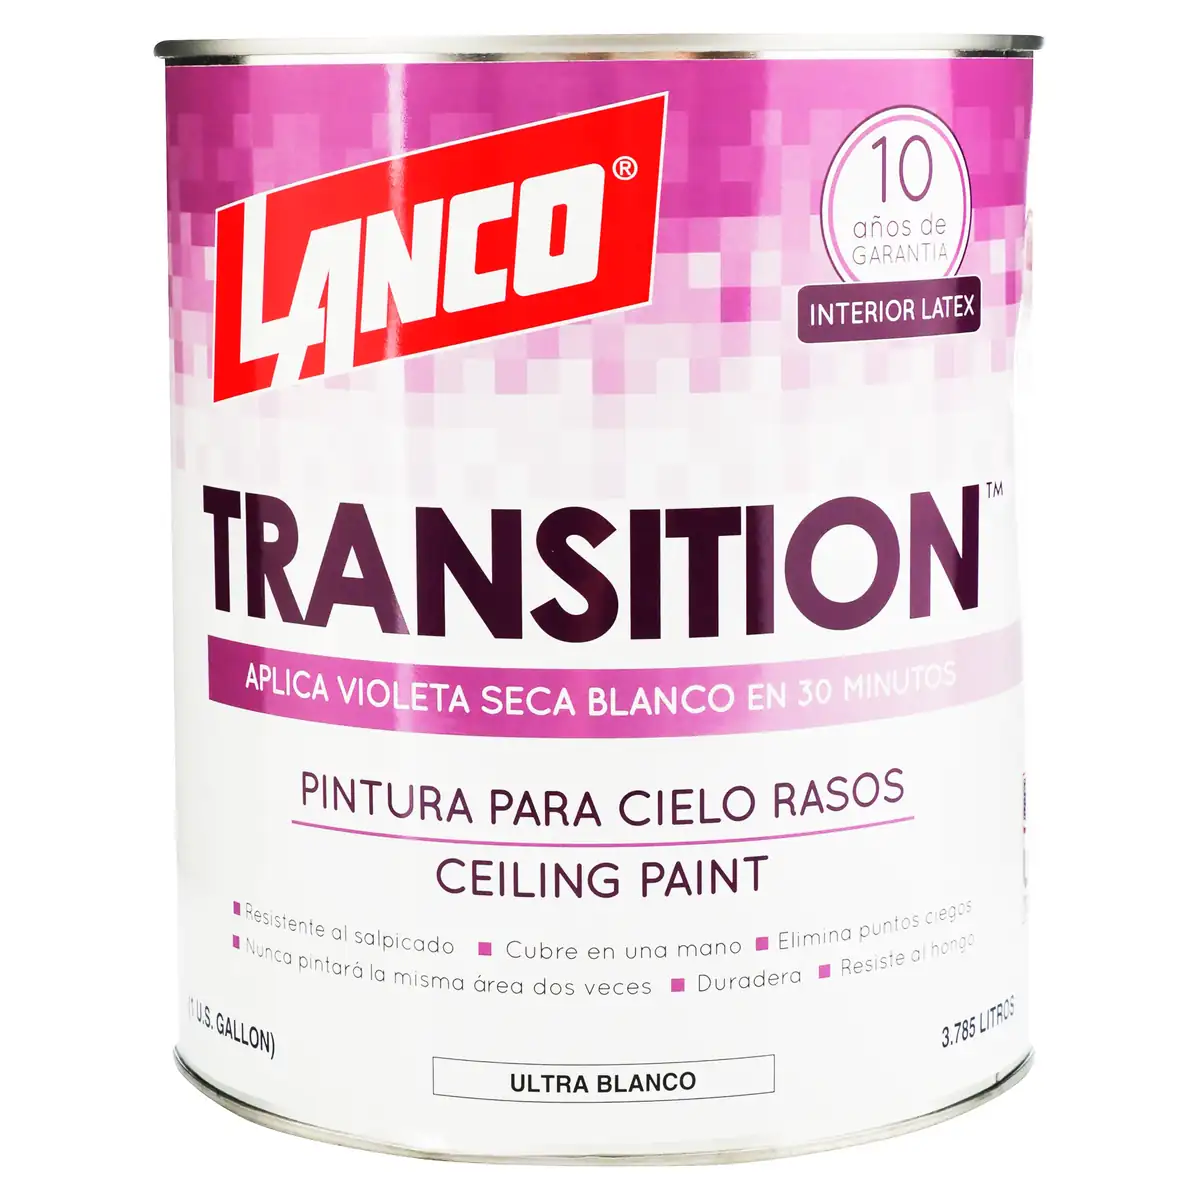 LANCO®
10
años de
GARANTIA
INTERIOR LATEX
TRANSITION™
APLICA VIOLETA SECA BLANCO EN 30 MINUTOS
PINTURA PARA CIELO RASOS
CEILING PAINT
Resistente al salpicado ▪ Cubre en una mano ▪ Elimina puntos ciegos
Nunca pintará la misma área dos veces ▪ Duradera ▪ Resiste al hongo
(1 U.S. GALLON)
3.785 LITROS
ULTRA BLANCO